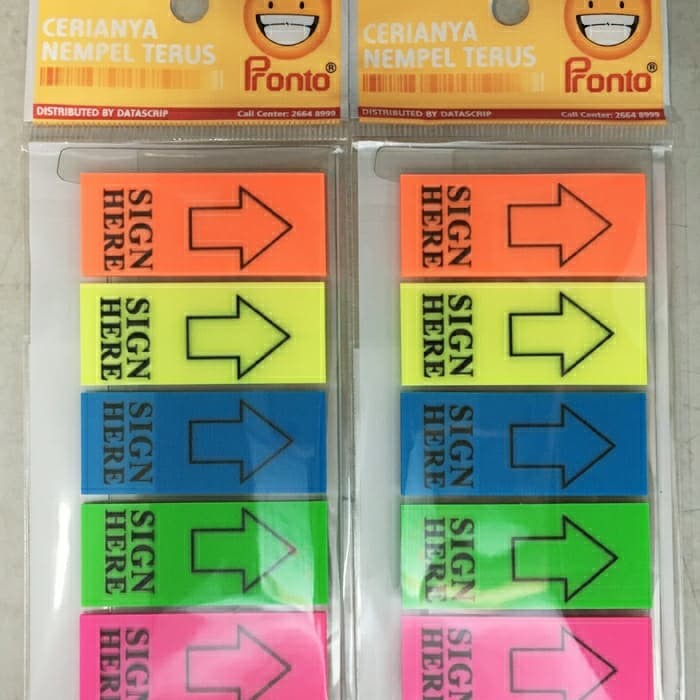 CERIANYA
NEMPEL TERUS
Pronto®
DISTRIBUTED BY DATASCRIP
Call Center: 2664 8999
SIGN
HERE
SIGN
HERE
SIGN
HERE
SIGN
HERE
SIGN
HERE
CERIANYA
NEMPEL TERUS
Pronto®
DISTRIBUTED BY DATASCRIP
Call Center: 2664 8999
SIGN
HERE
SIGN
HERE
SIGN
HERE
SIGN
HERE
SIGN
HERE